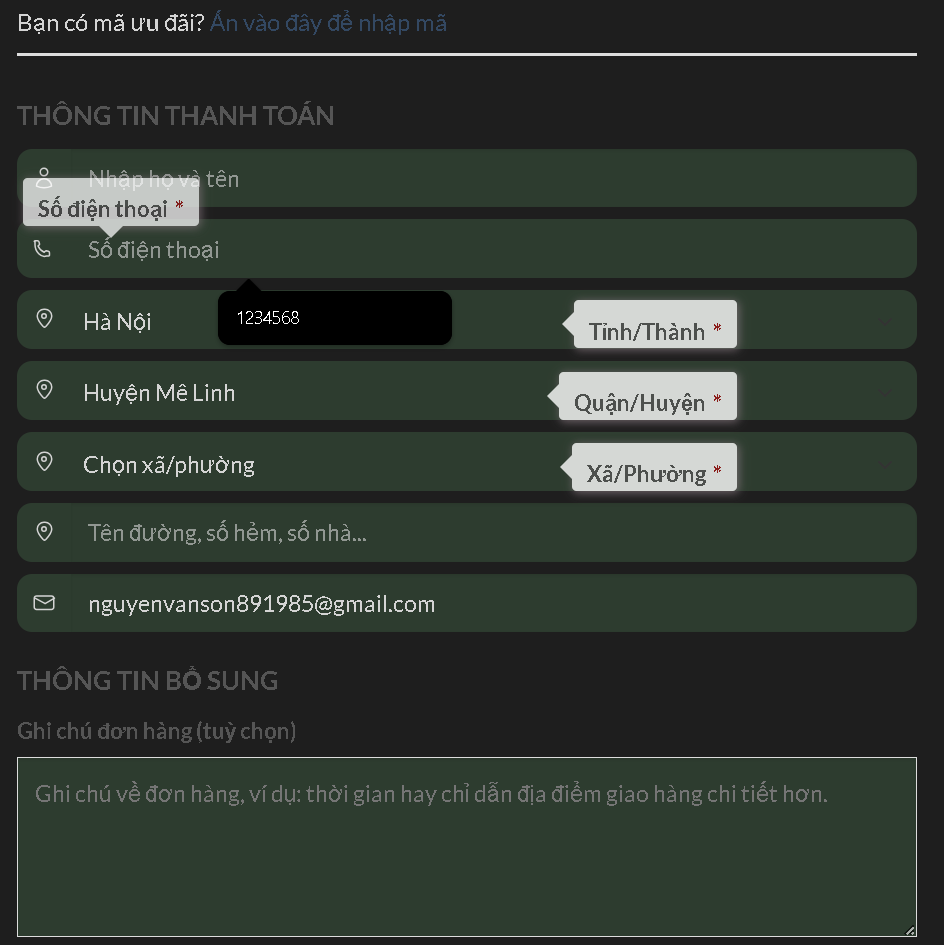 Bạn có mã ưu đãi? Ấn vào đây để nhập mã
THÔNG TIN THANH TOÁN
Nhập họ và tên
Số điện thoại *
Số điện thoại
1234568
Hà Nội
Tỉnh/Thành *
Huyện Mê Linh
Quận/Huyện *
Chọn xã/phường
Xã/Phường *
Tên đường, số hẻm, số nhà...
nguyenvanson891985@gmail.com
THÔNG TIN BỔ SUNG
Ghi chú đơn hàng (tuỳ chọn)
Ghi chú về đơn hàng, ví dụ: thời gian hay chỉ dẫn địa điểm giao hàng chi tiết hơn.